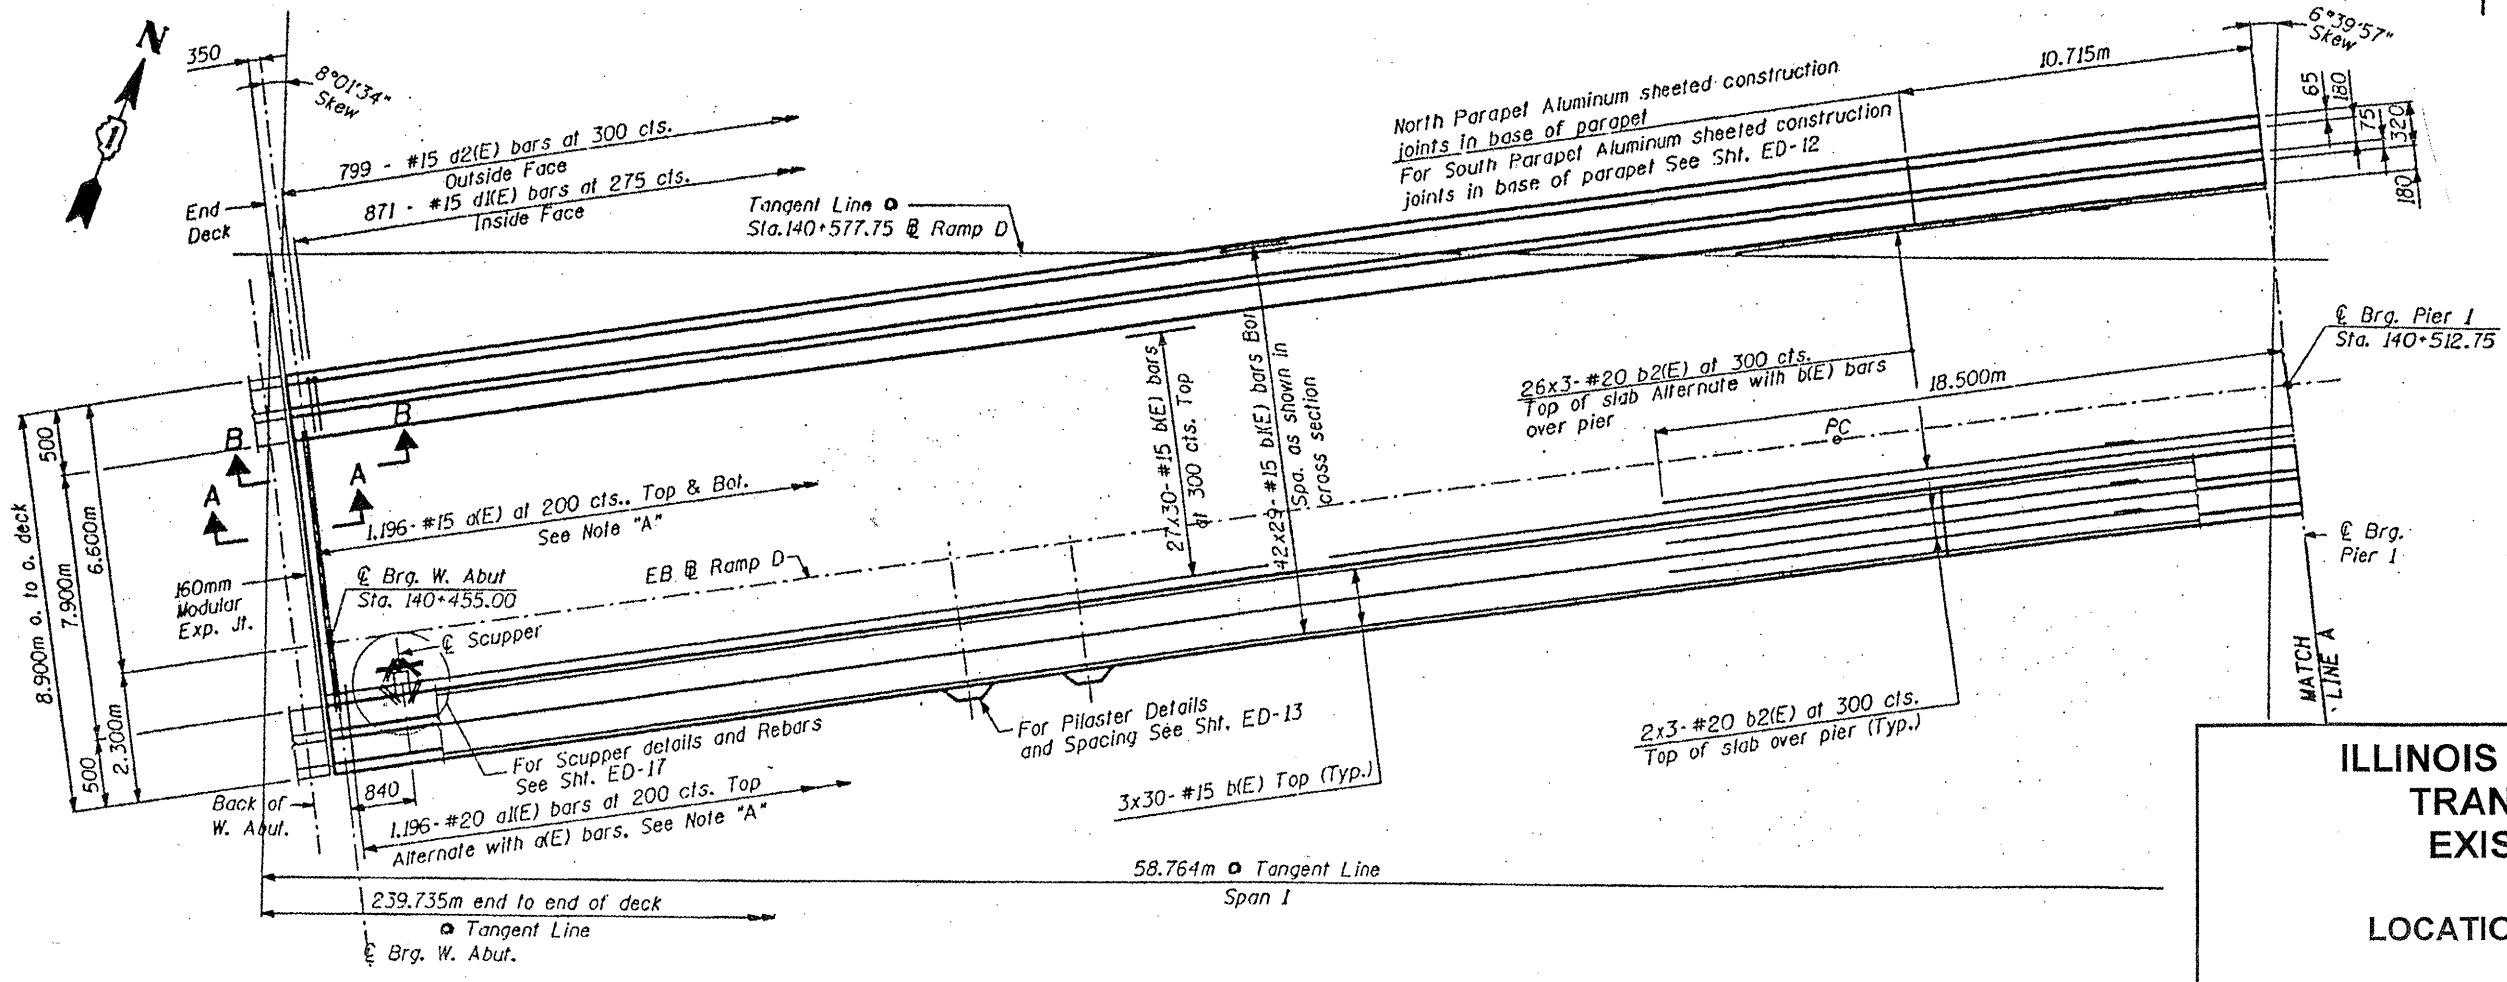 N
350
8°01'34"
Skew
6°39'57"
Skew
10.715m
65
180
75
320
180
North Parapet Aluminum sheeted construction
joints in base of parapet
For South Parapet Aluminum sheeted construction
joints in base of parapet See Sht. ED-12
799 - #15 d2(E) bars at 300 cts.
Outside Face
871 - #15 d1(E) bars at 275 cts.
Inside Face
End
Deck
Tangent Line @
Sta.140+577.75 ℄ Ramp D
℄ Brg. Pier 1
Sta. 140+512.75
26x3-#20 b2(E) at 300 cts.
Top of slab Alternate with b(E) bars
over pier
18.500m
PC
27x30-#15 b(E) bars
at 300 cts. Top
42x29-#15 b1(E) bars Bot
Spa. as shown in
cross section
B
B
A
A
500
7.900m
6.600m
8.900m o. to o. deck
500
2.300m
1,196-#15 a(E) at 200 cts., Top & Bot.
See Note "A"
160mm
Modular
Exp. Jt.
℄ Brg. W. Abut
Sta. 140+455.00
EB ℄ Ramp D
℄ Scupper
℄ Brg.
Pier 1
MATCH
LINE A
For Pilaster Details
and Spacing See Sht. ED-13
For Scupper details and Rebars
See Sht. ED-17
2x3-#20 b2(E) at 300 cts.
Top of slab over pier (Typ.)
3x30-#15 b(E) Top (Typ.)
Back of
W. Abut.
840
1,196-#20 a1(E) bars at 200 cts. Top
Alternate with a(E) bars. See Note "A"
58.764m @ Tangent Line
Span 1
239.735m end to end of deck
@ Tangent Line
℄ Brg. W. Abut.
ILLINOIS
TRAN
EXIS
LOCATIO